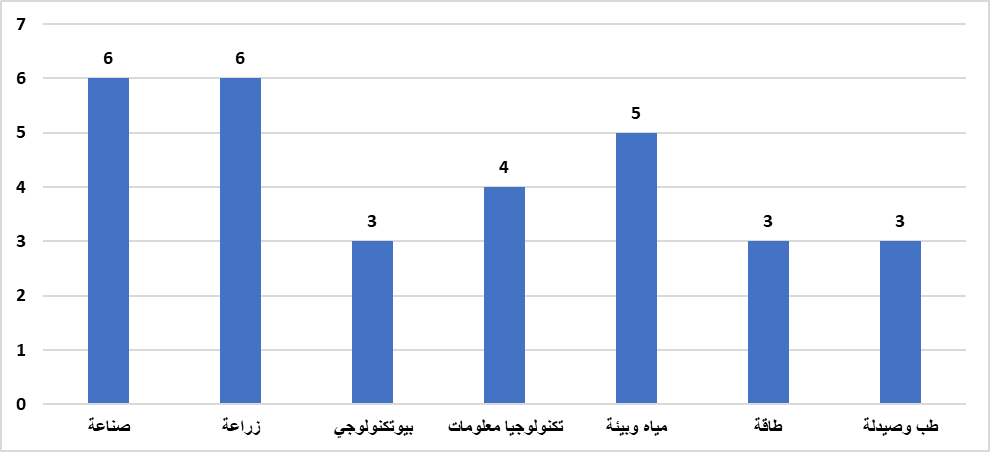 7
6
5
4
3
2
1
0
6
6
3
4
5
3
3
صناعة
زراعة
بيوتكنولوجي
تكنولوجيا معلومات
مياه وبيئة
طاقة
طب وصيدلة